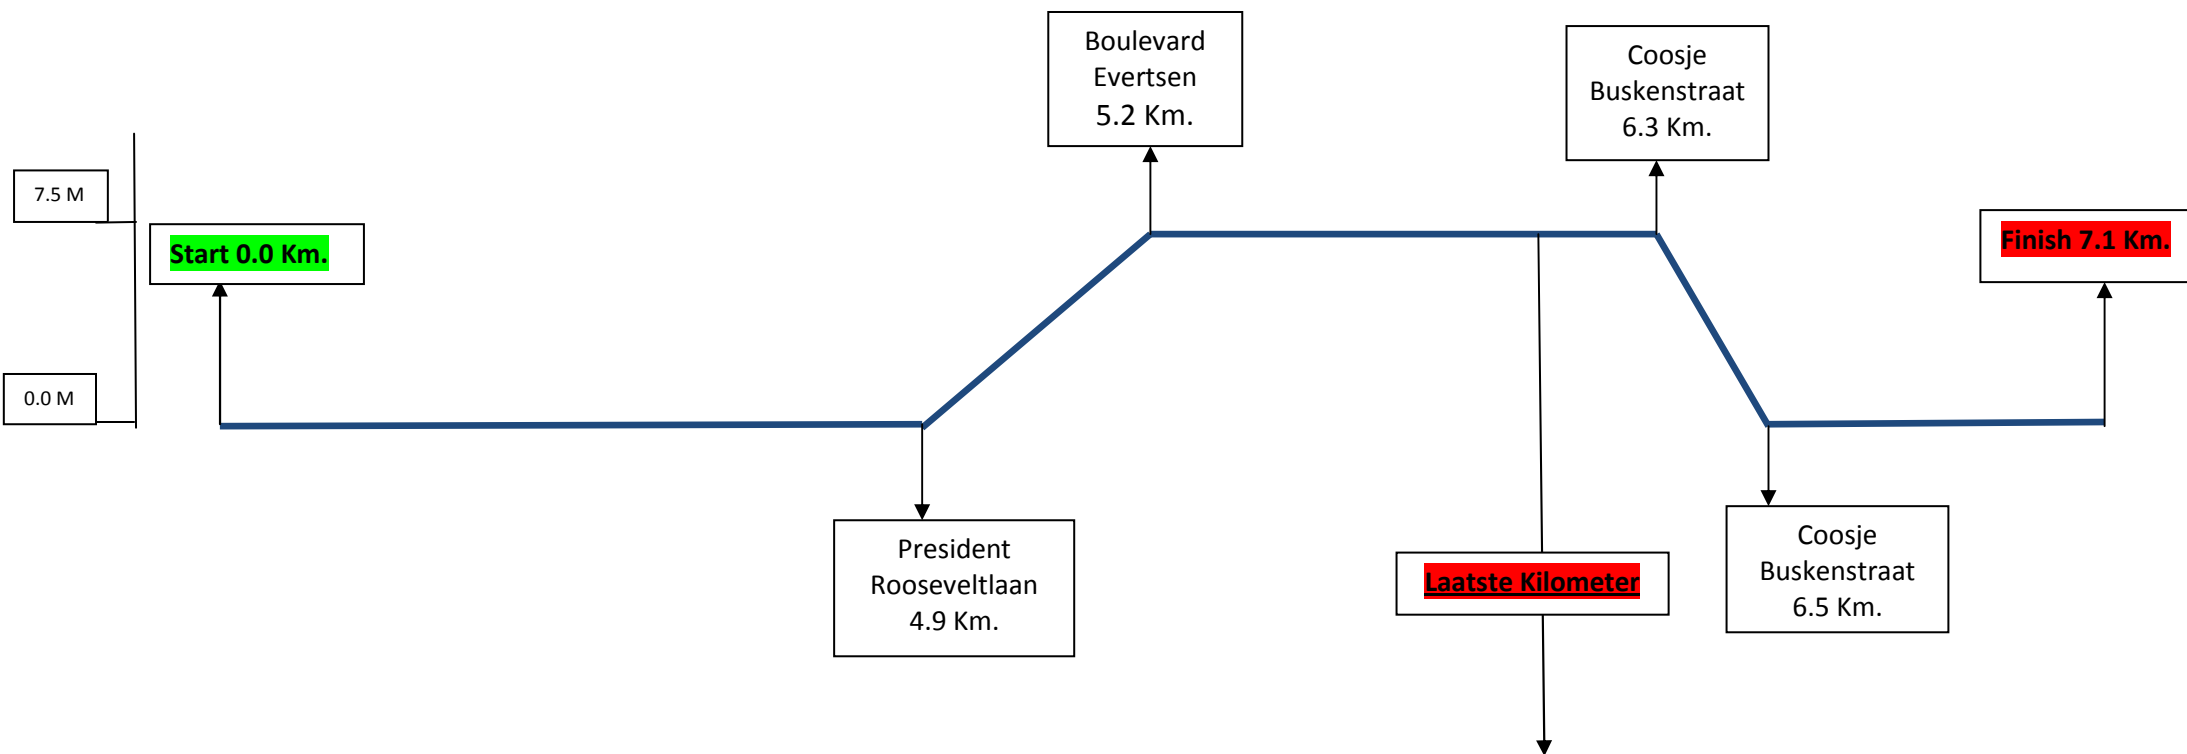 Boulevard
Evertsen
5.2 Km.
Coosje
Buskenstraat
6.3 Km.
7.5 M
Start 0.0 Km.
Finish 7.1 Km.
0.0 M
President
Rooseveltlaan
4.9 Km.
Laatste Kilometer
Coosje
Buskenstraat
6.5 Km.